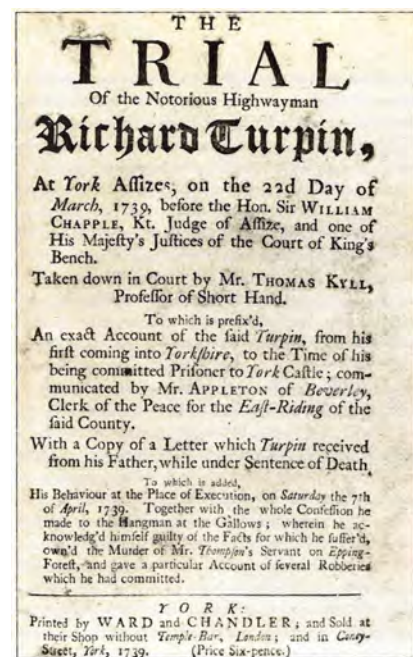 THE
TRIAL
Of the Notorious Highwayman
Richard Turpin,
At York Aſſizes, on the 22d Day of
March, 1739, before the Hon. Sir WILLIAM
CHAPPLE, Kt. Judge of Aſſize, and one of
His Majeſty's Juſtices of the Court of King's
Bench.
Taken down in Court by Mr. THOMAS KYLL,
Profeſſor of Short Hand.
To which is prefix'd,
An exact Account of the ſaid Turpin, from his
firſt coming into Yorkſhire, to the Time of his
being committed Priſoner to York Caſtle; com-
municated by Mr. APPLETON of Beverley,
Clerk of the Peace for the Eaſt-Riding of the
ſaid County.
With a Copy of a Letter which Turpin received
from his Father, while under Sentence of Death
To which is added,
His Behaviour at the Place of Execution, on Saturday the 7th
of April, 1739. Together with the whole Confeſſion he
made to the Hangman at the Gallows; wherein he ac-
knowledg'd himſelf guilty of the Facts for which he ſuffer'd,
own'd the Murder of Mr. Thompſon's Servant on Epping-
Foreſt, and gave a particular Account of ſeveral Robberies
which he had committed.
YORK:
Printed by WARD and CHANDLER; and Sold at
their Shop without Temple-Bar, London; and in Coney-
Street, York, 1739. (Price Six-pence.)